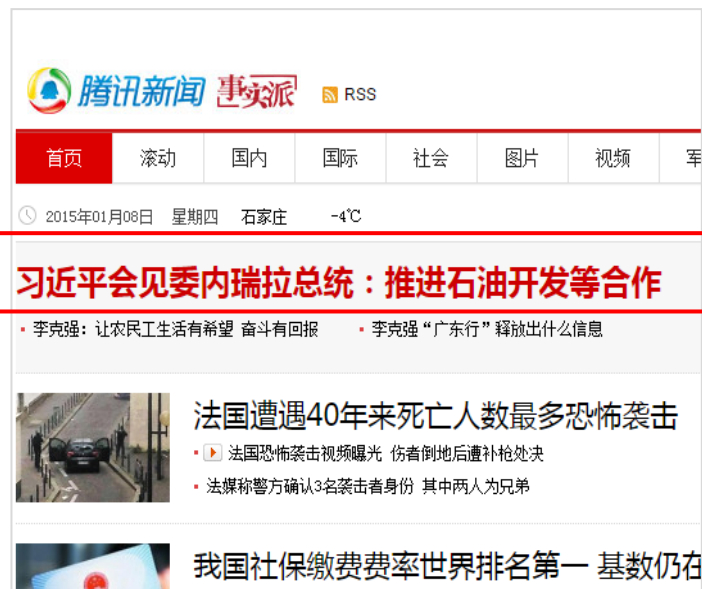 腾讯新闻 事实派 RSS
首页 滚动 国内 国际 社会 图片 视频 军
2015年01月08日 星期四 石家庄 -4℃
习近平会见委内瑞拉总统：推进石油开发等合作
李克强：让农民工生活有希望 奋斗有回报 李克强“广东行”释放出什么信息
法国遭遇40年来死亡人数最多恐怖袭击
法国恐怖袭击视频曝光 伤者倒地后遭补枪处决
法媒称警方确认3名袭击者身份 其中两人为兄弟
我国社保缴费费率世界排名第一 基数仍在